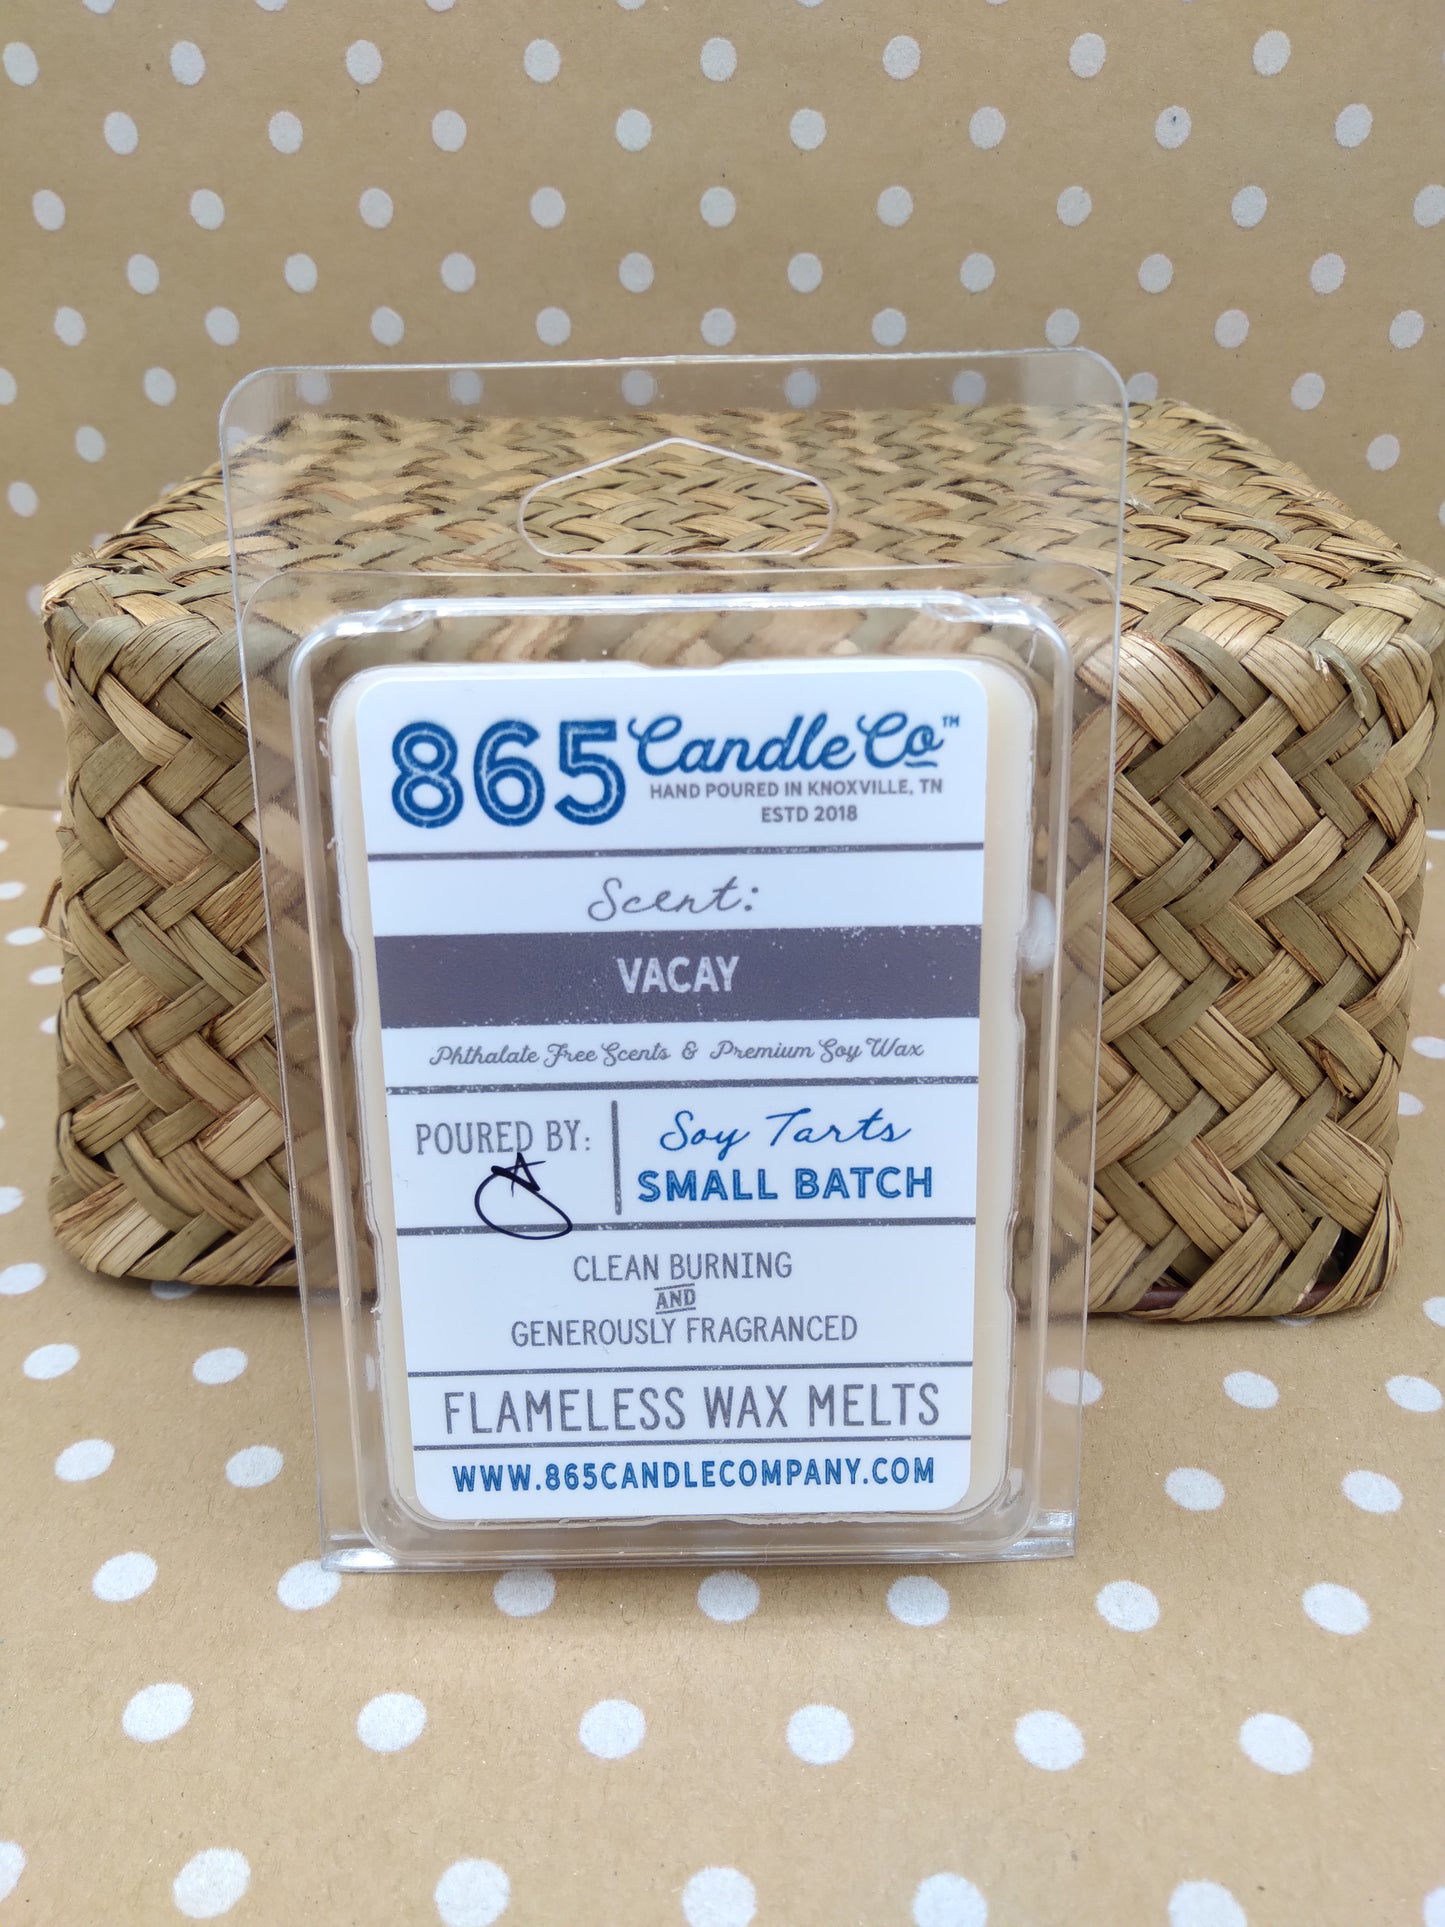 865 Candle Co™
HAND POURED IN KNOXVILLE, TN
ESTD 2018
Scent:
VACAY
Phthalate Free Scents & Premium Soy Wax
POURED BY:
Soy Tarts
SMALL BATCH
CLEAN BURNING
AND
GENEROUSLY FRAGRANCED
FLAMELESS WAX MELTS
WWW.865CANDLECOMPANY.COM